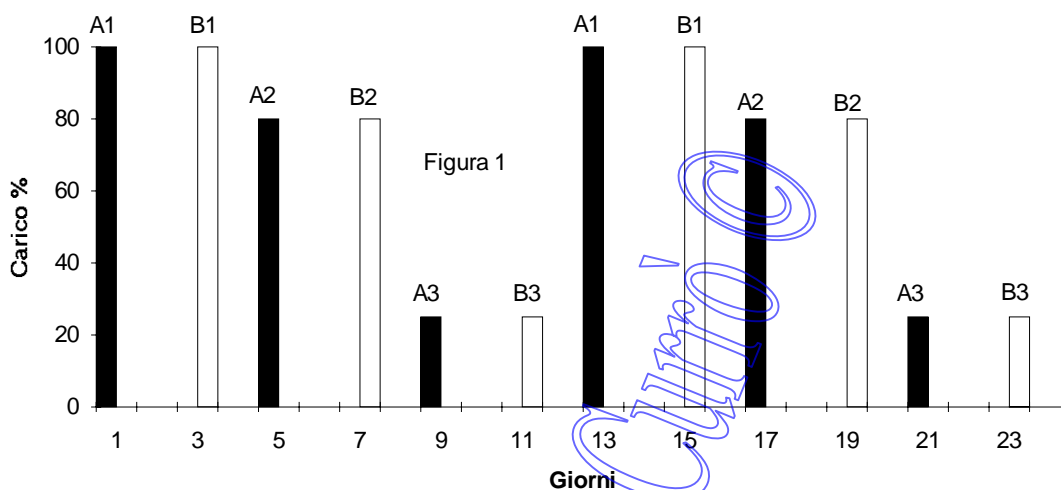 A1 B1 A1 B1
100
A2 B2 A2 B2
80
Figura 1
60
Carico %
40
A3 B3 A3 B3
20
0
1 3 5 7 9 11 13 15 17 19 21 23
Giorni
Curro` C